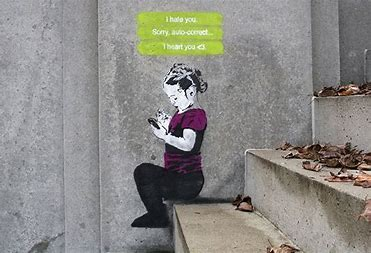 I hate you.
Sorry, auto-correct...
I heart you <3